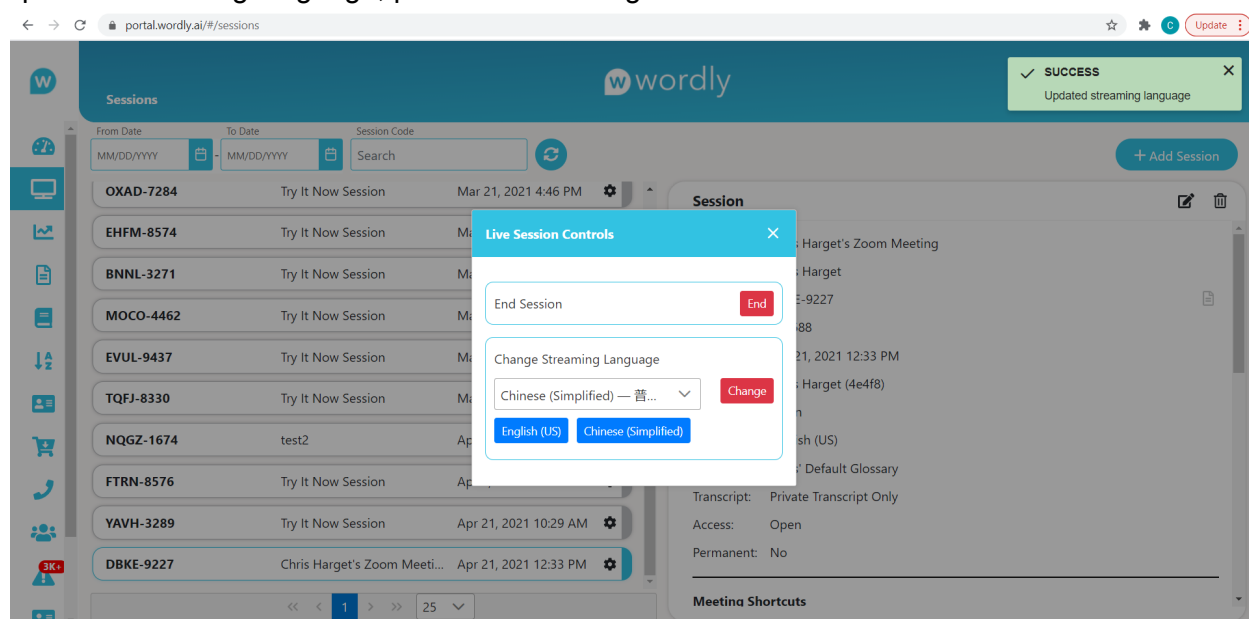 portal.wordly.ai/#/sessions
C
Update
w
Sessions
w wordly
SUCCESS
Updated streaming language
From Date
To Date
Session Code
MM/DD/YYYY
-
MM/DD/YYYY
Search
+ Add Session
OXAD-7284 Try It Now Session Mar 21, 2021 4:46 PM
EHFM-8574 Try It Now Session
BNNL-3271 Try It Now Session
MOCO-4462 Try It Now Session
EVUL-9437 Try It Now Session
TQFJ-8330 Try It Now Session
NQGZ-1674 test2
FTRN-8576 Try It Now Session
YAVH-3289 Try It Now Session Apr 21, 2021 10:29 AM
DBKE-9227 Chris Harget's Zoom Meeti... Apr 21, 2021 12:33 PM
3K+
<< < 1 > >> 25
Live Session Controls
End Session
End
Change Streaming Language
Chinese (Simplified) — 普...
Change
English (US)
Chinese (Simplified)
Session
Harget's Zoom Meeting
Harget
-9227
21, 2021 12:33 PM
Harget (4e4f8)
sh (US)
' Default Glossary
Transcript: Private Transcript Only
Access: Open
Permanent: No
Meeting Shortcuts